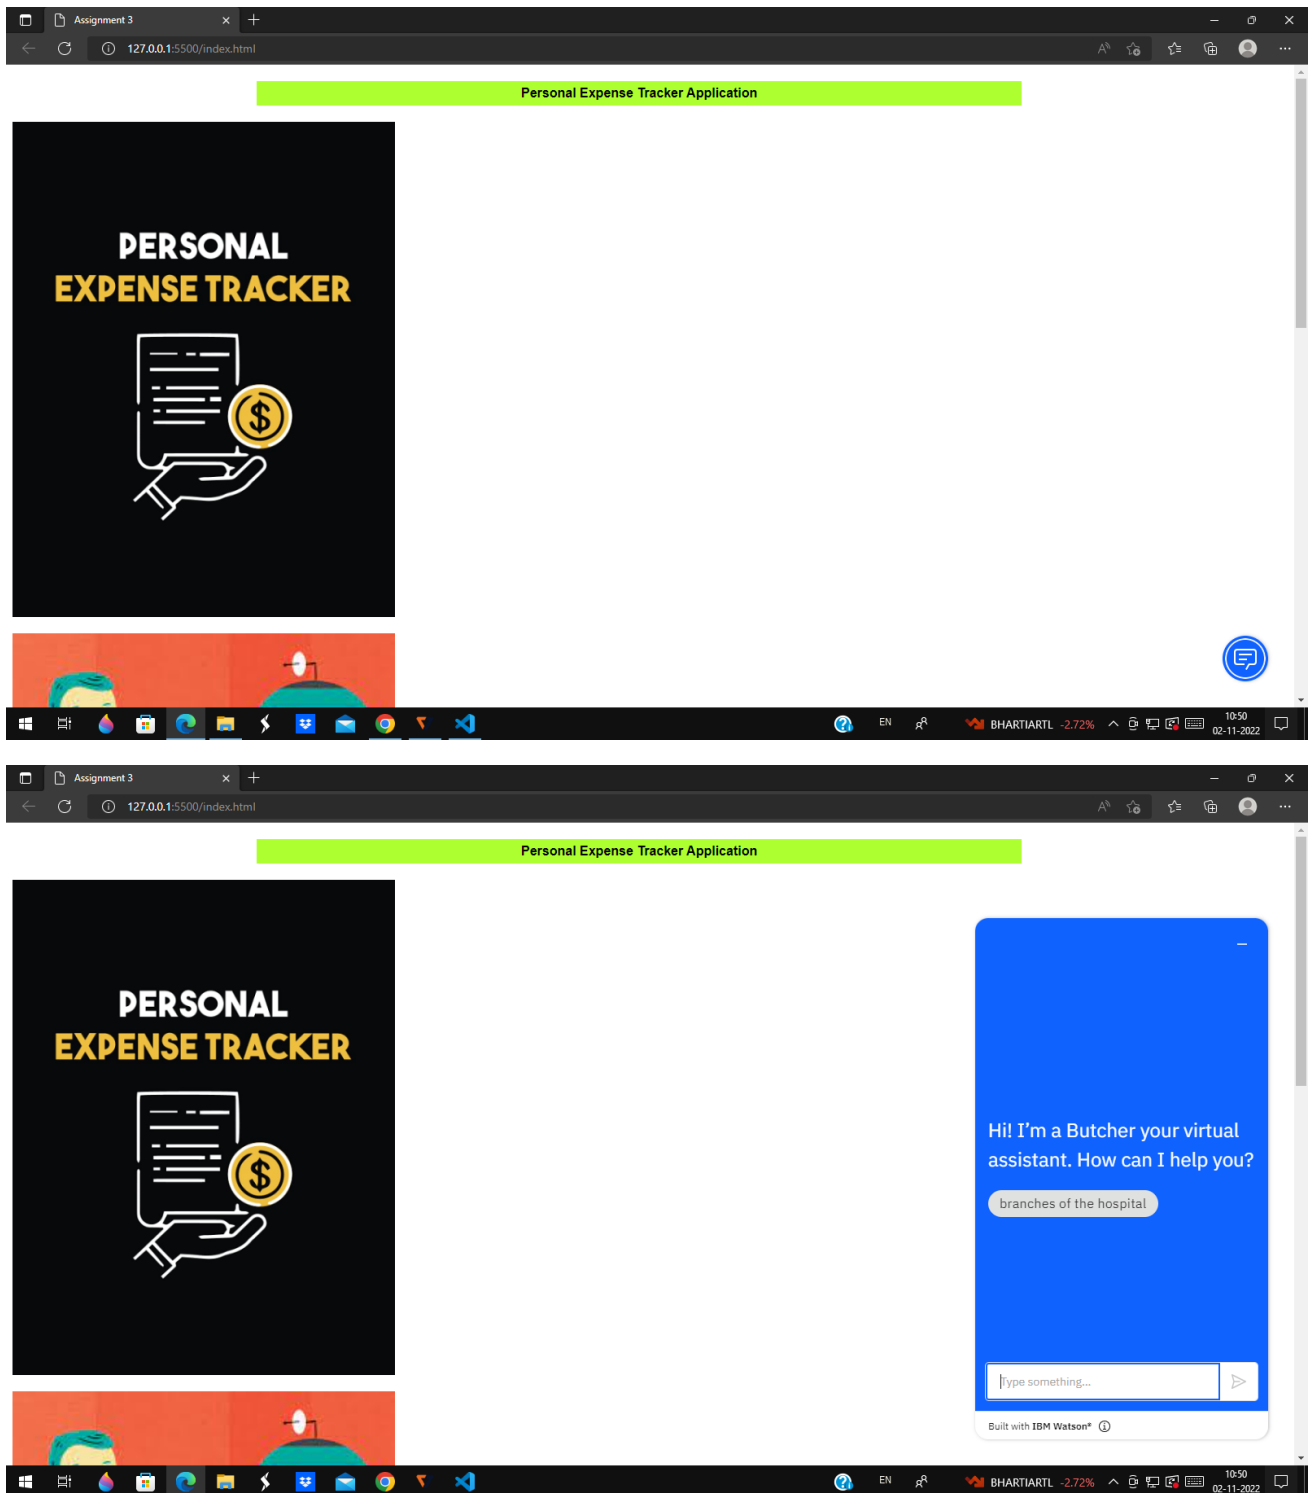 Assignment 3
127.0.0.1:5500/index.html
Personal Expense Tracker Application
PERSONAL
EXPENSE TRACKER
$
EN
BHARTIARTL -2.72%
10:50
02-11-2022
Assignment 3
127.0.0.1:5500/index.html
Personal Expense Tracker Application
PERSONAL
EXPENSE TRACKER
$
Hi! I'm a Butcher your virtual
assistant. How can I help you?
branches of the hospital
Type something...
Built with IBM Watson®
EN
BHARTIARTL -2.72%
10:50
02-11-2022